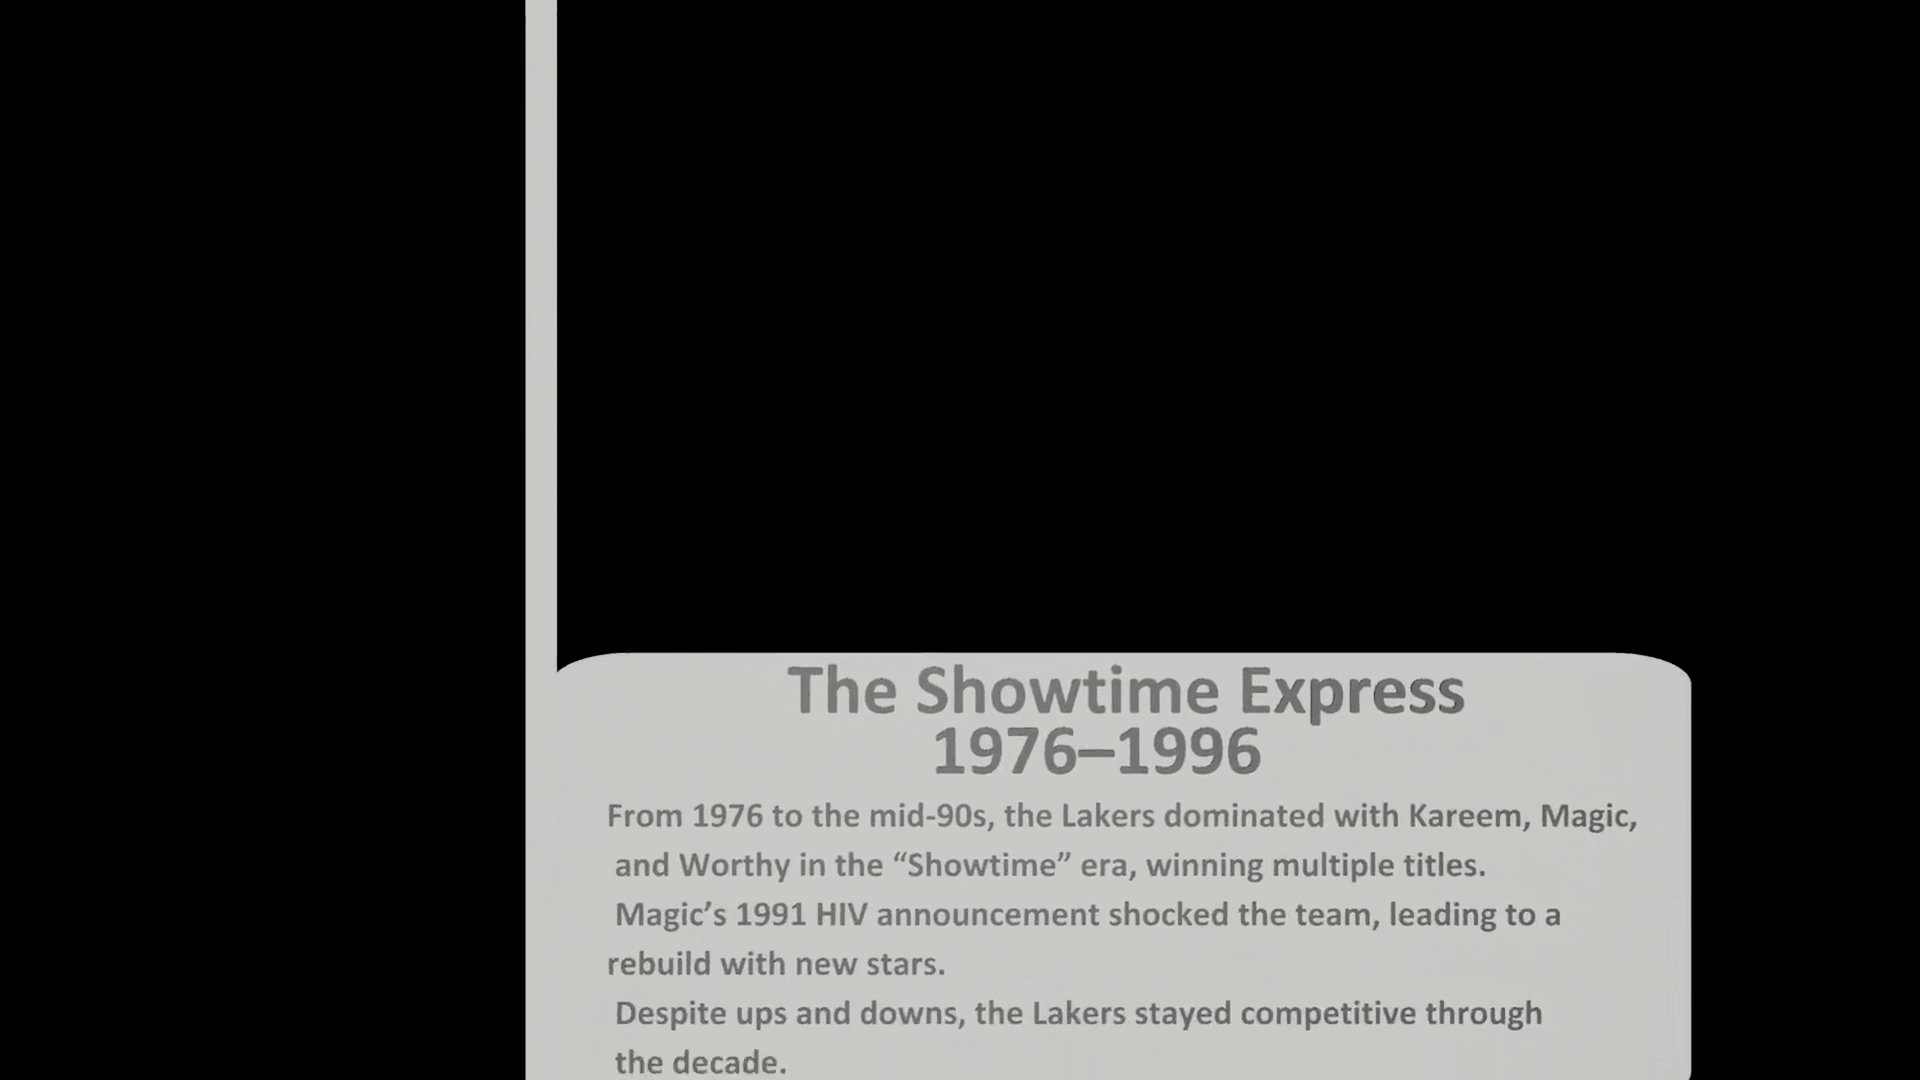 The Showtime Express
1976–1996
From 1976 to the mid-90s, the Lakers dominated with Kareem, Magic,
and Worthy in the “Showtime” era, winning multiple titles.
Magic’s 1991 HIV announcement shocked the team, leading to a
rebuild with new stars.
Despite ups and downs, the Lakers stayed competitive through
the decade.